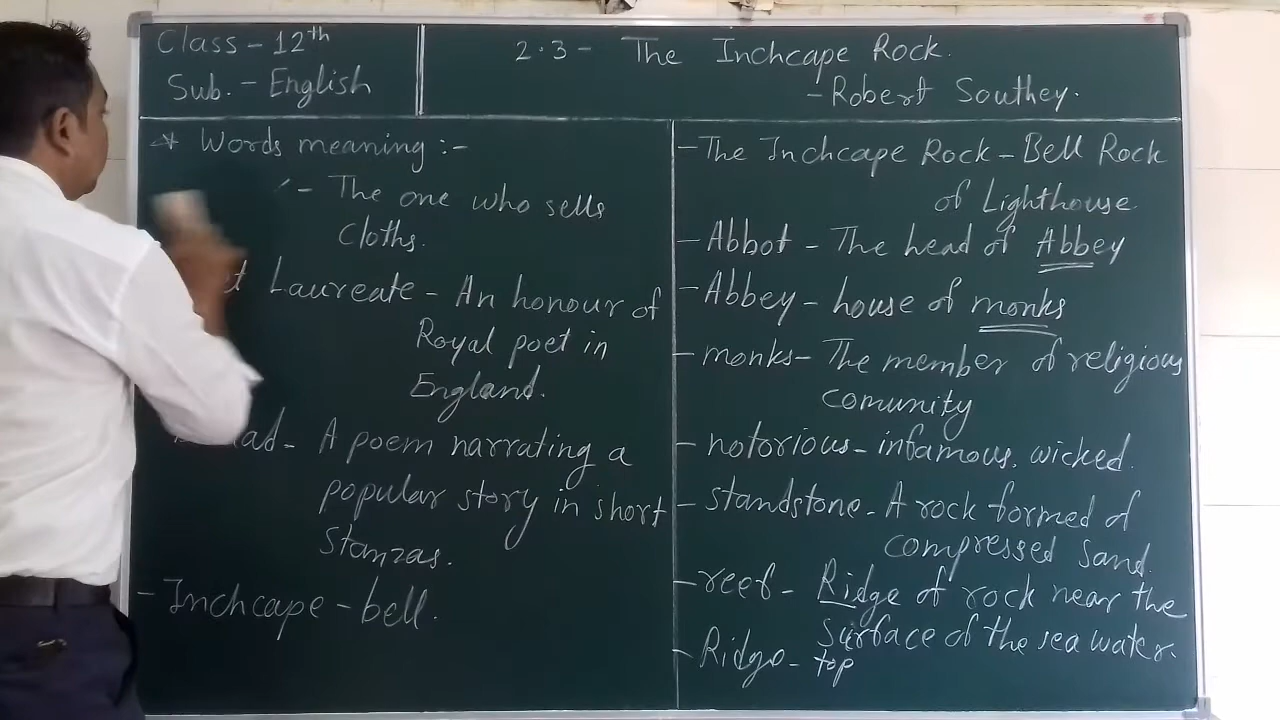 Class - 12th
Sub. - English
2.3 - The Inchcape Rock.
- Robert Southey.
* Words meaning :-
- The one who sells
cloths.
Laureate - An honour of
Royal poet in
England.
- A poem narrating a
popular story in short
stanzas.
- Inchcape - bell.
- The Inchcape Rock - Bell Rock
of Lighthouse.
- Abbot - The head of Abbey
- Abbey - house of monks
- monks - The member of religious
comunity
- notorious - infamous, wicked.
- standstone - A rock formed of
compressed sand.
- reef - Ridge of rock near the
surface of the sea water.
- Ridge - top